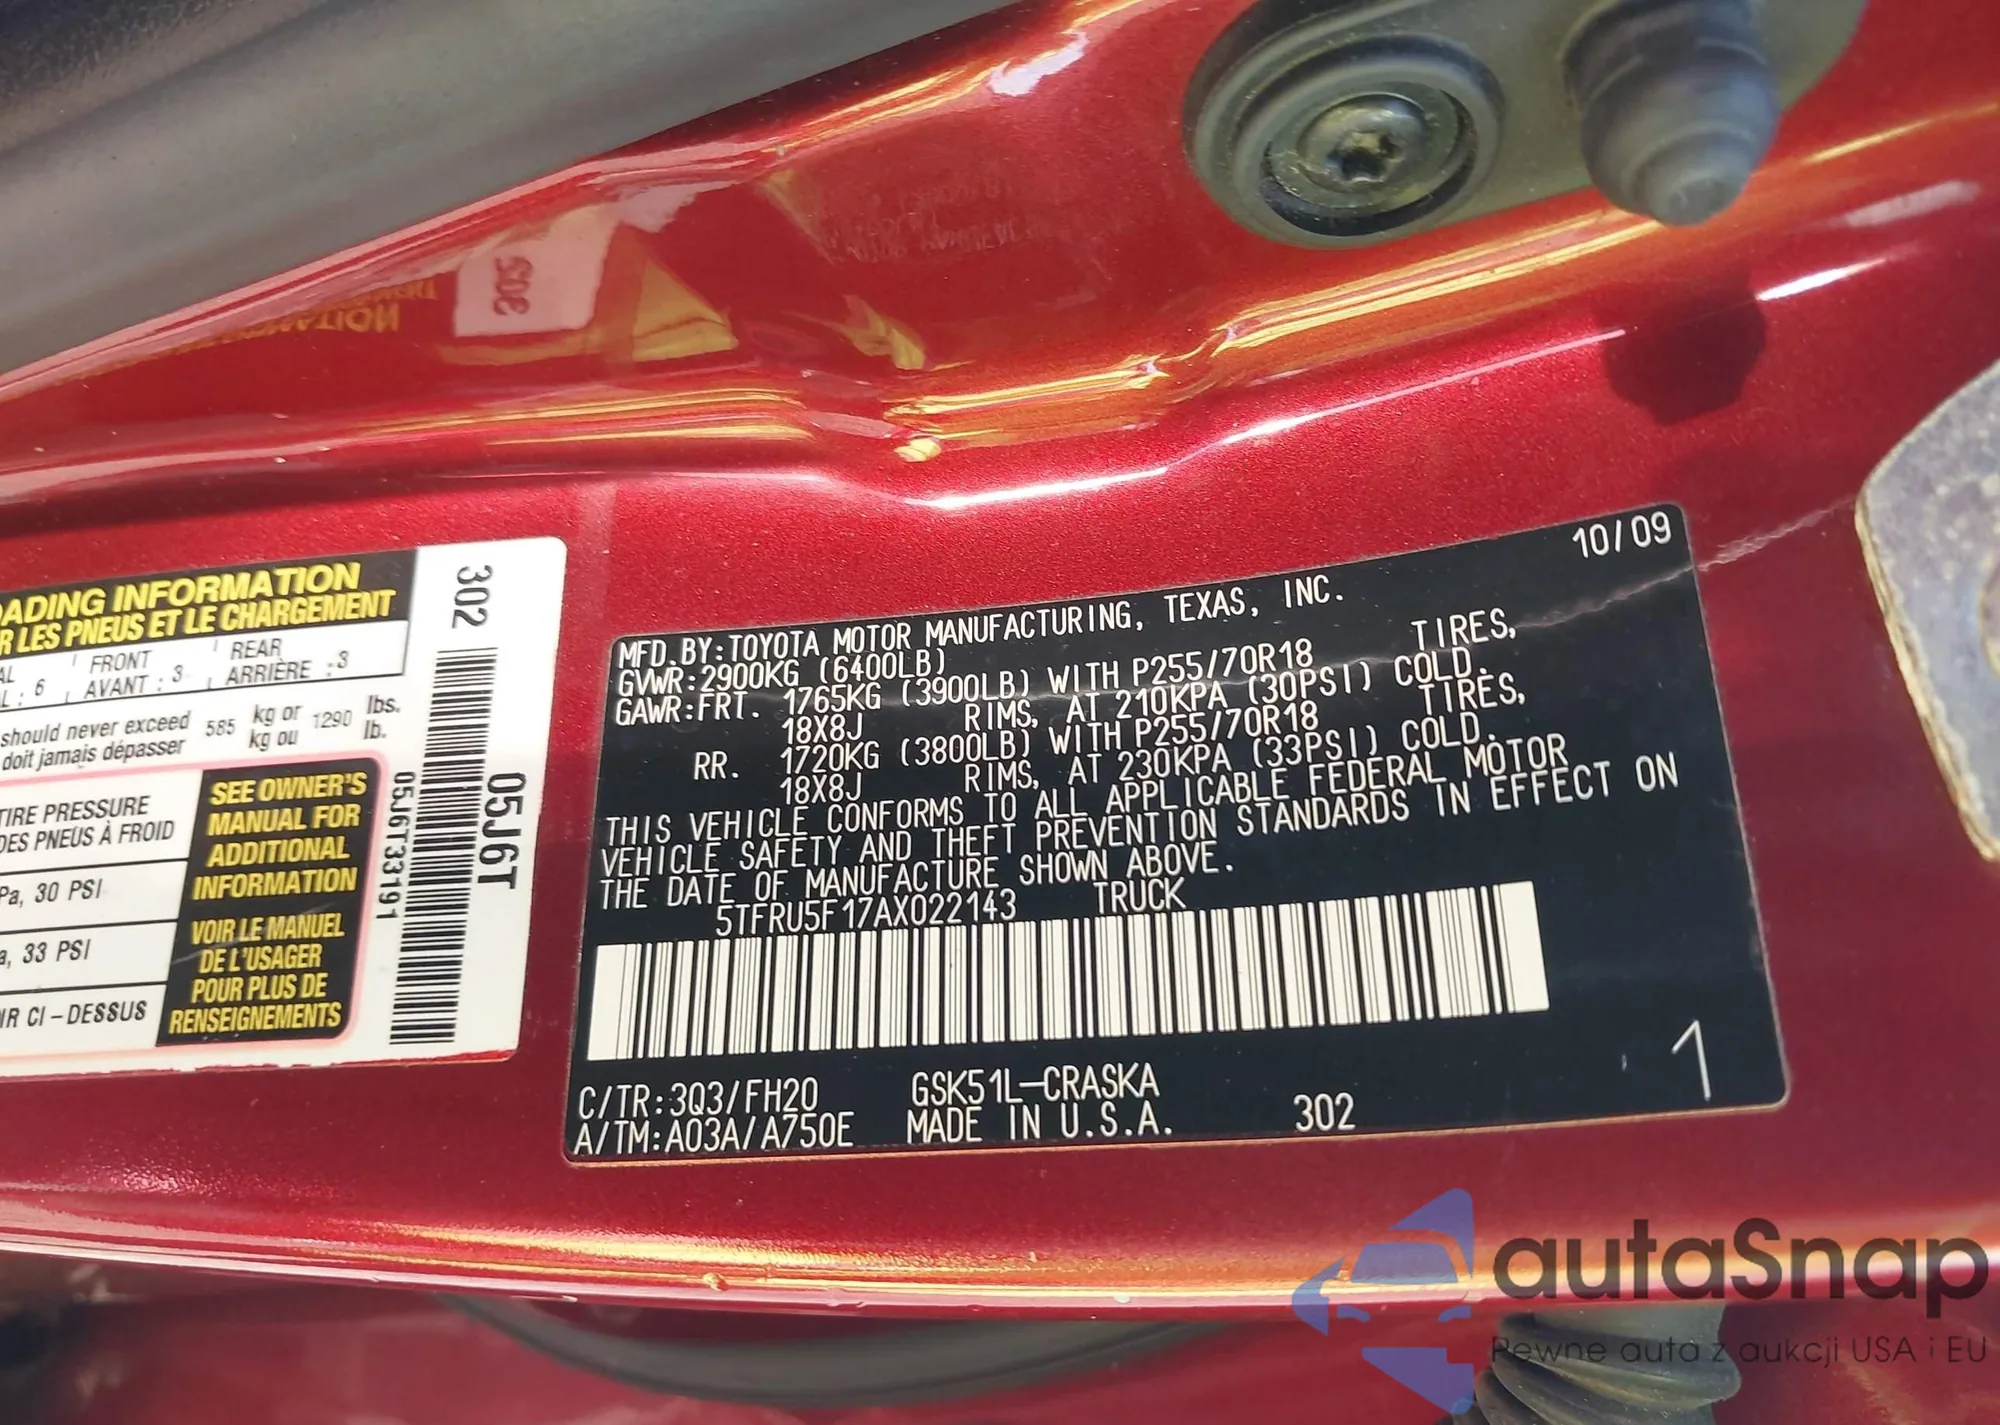 OADING INFORMATION
R LES PNEUS ET LE CHARGEMENT
AL
L : 6
FRONT
AVANT : 3
REAR
ARRIÈRE : 3
should never exceed
doit jamais dépasser
585
kg or
kg ou
1290
lbs.
lb.
TIRE PRESSURE
DES PNEUS À FROID
Pa, 30 PSI
a, 33 PSI
IR CI-DESSUS
SEE OWNER'S
MANUAL FOR
ADDITIONAL
INFORMATION
VOIR LE MANUEL
DE L'USAGER
POUR PLUS DE
RENSEIGNEMENTS
302
05J6T33191
05J6T
10/09
MFD.BY:TOYOTA MOTOR MANUFACTURING, TEXAS, INC.
GVWR:2900KG (6400LB)
GAWR:FRT. 1765KG (3900LB) WITH P255/70R18 TIRES,
18X8J RIMS, AT 210KPA (30PSI) COLD.
RR. 1720KG (3800LB) WITH P255/70R18 TIRES,
18X8J RIMS, AT 230KPA (33PSI) COLD.
THIS VEHICLE CONFORMS TO ALL APPLICABLE FEDERAL MOTOR
VEHICLE SAFETY AND THEFT PREVENTION STANDARDS IN EFFECT ON
THE DATE OF MANUFACTURE SHOWN ABOVE.
5TFRU5F17AX022143 TRUCK
C/TR:3Q3/FH20 GSK51L-CRASKA
A/TM:A03A/A750E MADE IN U.S.A. 302
1
autaSnap
Pewne auta z aukcji USA i EU